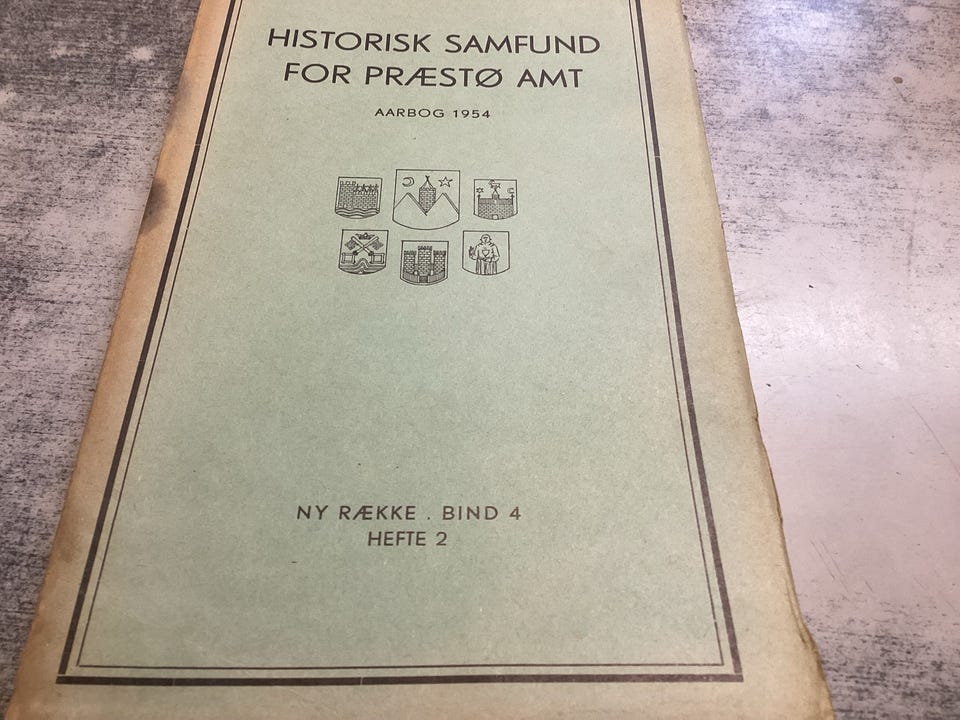 HISTORISK SAMFUND
FOR PRÆSTØ AMT
AARBOG 1954
NY RÆKKE . BIND 4
HEFTE 2